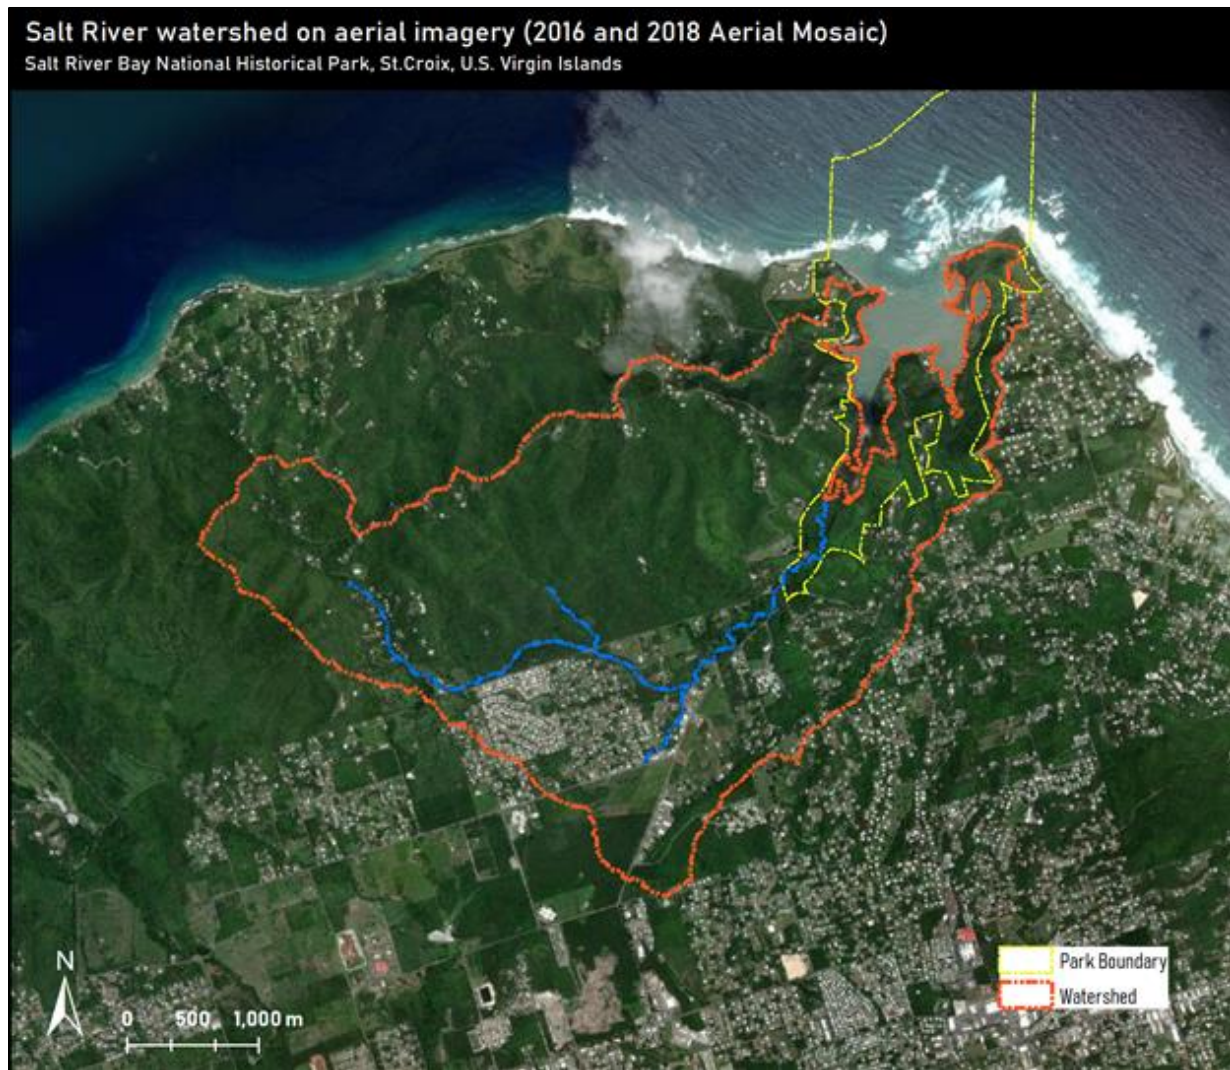 Salt River watershed on aerial imagery (2016 and 2018 Aerial Mosaic)
Salt River Bay National Historical Park, St.Croix, U.S. Virgin Islands
Park Boundary
Watershed
N
0 500 1,000 m